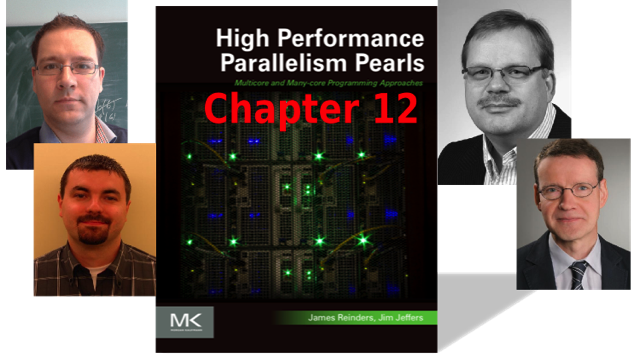 High Performance
Parallelism Pearls
Multicore and Many-core Programming Approaches
Chapter 12
MK
James Reinders, Jim Jeffers